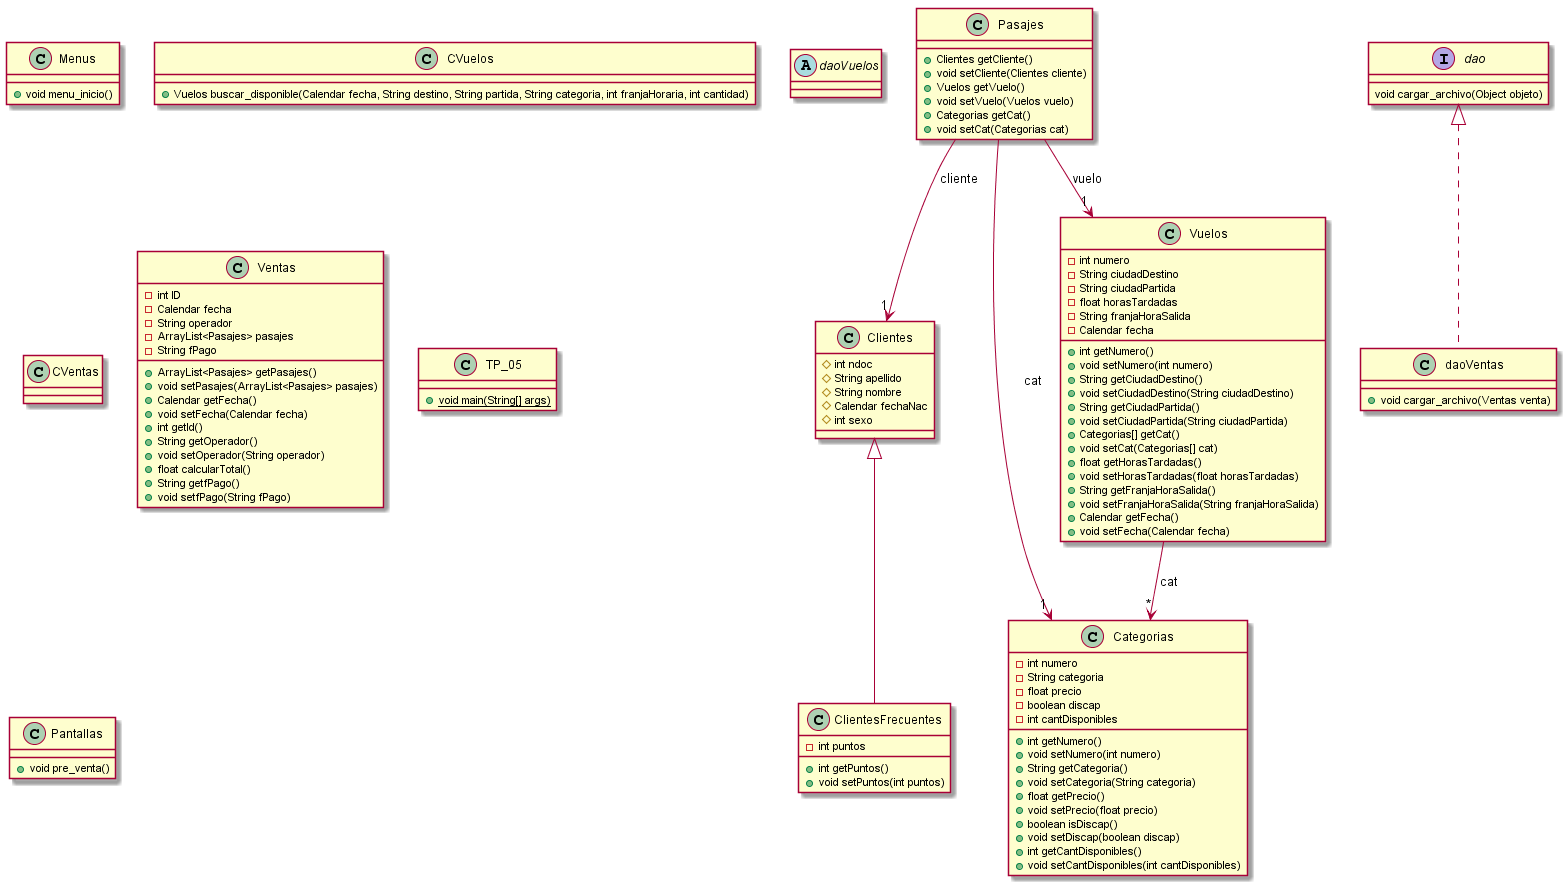 C Menus
void menu_inicio()
C CVuelos
Vuelos buscar_disponible(Calendar fecha, String destino, String partida, String categoria, int franjaHoraria, int cantidad)
A daoVuelos
C Pasajes
Clientes getCliente()
void setCliente(Clientes cliente)
Vuelos getVuelo()
void setVuelo(Vuelos vuelo)
Categorias getCat()
void setCat(Categorias cat)
I dao
void cargar_archivo(Object objeto)
cliente
1
cat
1
vuelo
1
C CVentas
C Ventas
int ID
Calendar fecha
String operador
ArrayList<Pasajes> pasajes
String fPago
ArrayList<Pasajes> getPasajes()
void setPasajes(ArrayList<Pasajes> pasajes)
Calendar getFecha()
void setFecha(Calendar fecha)
int getId()
String getOperador()
void setOperador(String operador)
float calcularTotal()
String getfPago()
void setfPago(String fPago)
C TP_05
void main(String[] args)
C Clientes
int ndoc
String apellido
String nombre
Calendar fechaNac
int sexo
C Vuelos
int numero
String ciudadDestino
String ciudadPartida
float horasTardadas
String franjaHoraSalida
Calendar fecha
int getNumero()
void setNumero(int numero)
String getCiudadDestino()
void setCiudadDestino(String ciudadDestino)
String getCiudadPartida()
void setCiudadPartida(String ciudadPartida)
Categorias[] getCat()
void setCat(Categorias[] cat)
float getHorasTardadas()
void setHorasTardadas(float horasTardadas)
String getFranjaHoraSalida()
void setFranjaHoraSalida(String franjaHoraSalida)
Calendar getFecha()
void setFecha(Calendar fecha)
C daoVentas
void cargar_archivo(Ventas venta)
cat
*
C Pantallas
void pre_venta()
C ClientesFrecuentes
int puntos
int getPuntos()
void setPuntos(int puntos)
C Categorias
int numero
String categoria
float precio
boolean discap
int cantDisponibles
int getNumero()
void setNumero(int numero)
String getCategoria()
void setCategoria(String categoria)
float getPrecio()
void setPrecio(float precio)
boolean isDiscap()
void setDiscap(boolean discap)
int getCantDisponibles()
void setCantDisponibles(int cantDisponibles)